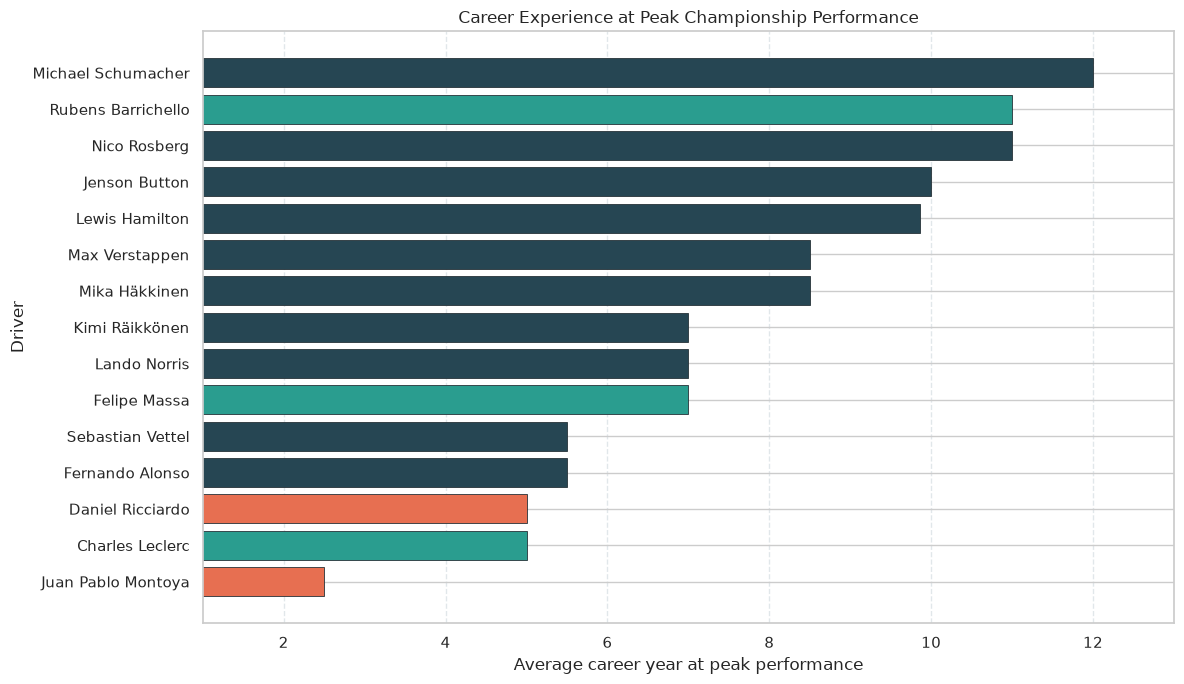 Career Experience at Peak Championship Performance
Michael Schumacher
Rubens Barrichello
Nico Rosberg
Jenson Button
Lewis Hamilton
Max Verstappen
Mika Häkkinen
Kimi Räikkönen
Lando Norris
Felipe Massa
Sebastian Vettel
Fernando Alonso
Daniel Ricciardo
Charles Leclerc
Juan Pablo Montoya
Driver
2 4 6 8 10 12
Average career year at peak performance